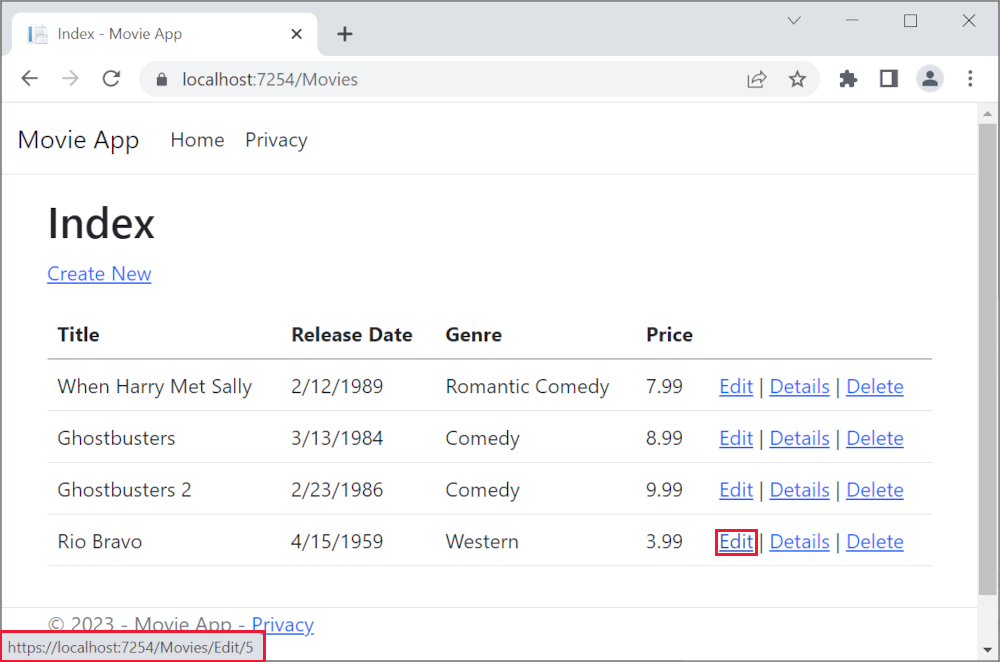 Index - Movie App
localhost:7254/Movies
Movie App Home Privacy
Index
Create New
Title Release Date Genre Price
When Harry Met Sally 2/12/1989 Romantic Comedy 7.99 Edit | Details | Delete
Ghostbusters 3/13/1984 Comedy 8.99 Edit | Details | Delete
Ghostbusters 2 2/23/1986 Comedy 9.99 Edit | Details | Delete
Rio Bravo 4/15/1959 Western 3.99 Edit | Details | Delete
© 2023 - Movie App - Privacy
https://localhost:7254/Movies/Edit/5